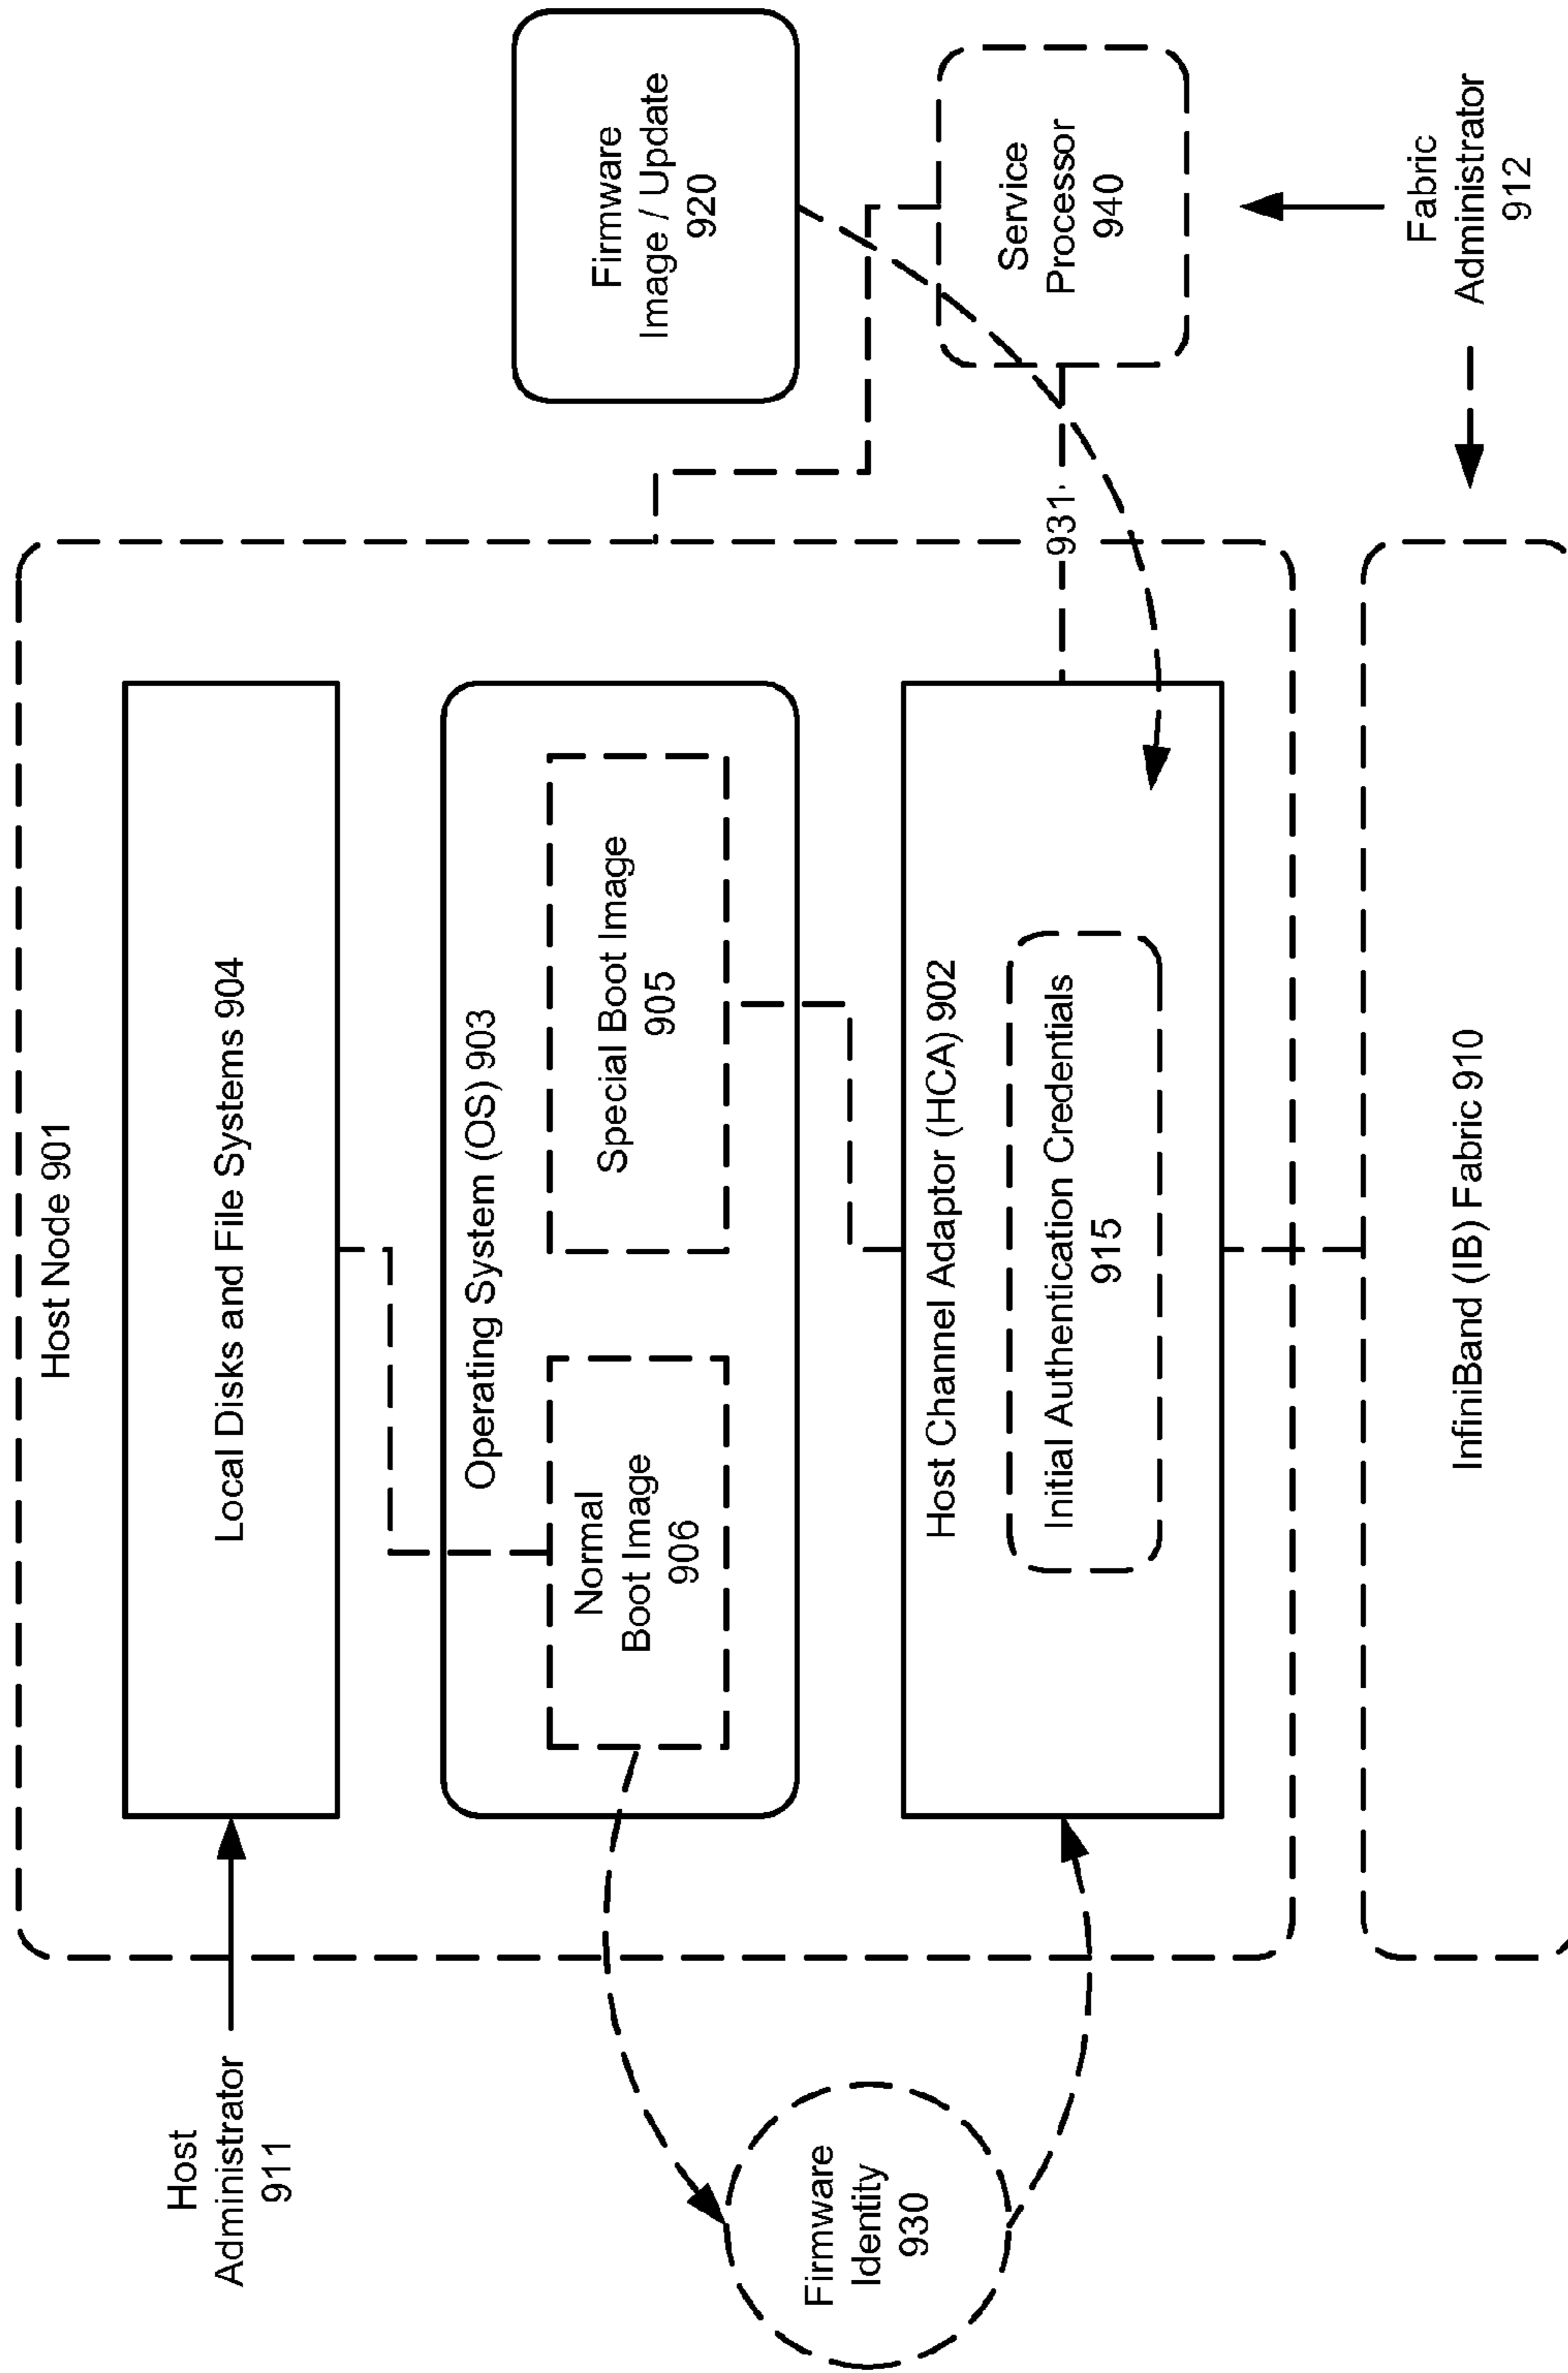 Host Node 901
Host
Administrator
911
Local Disks and File Systems 904
Operating System (OS) 903
Normal
Boot Image
906
Special Boot Image
905
Firmware
Image / Update
920
Firmware
Identity
930
Host Channel Adaptor (HCA) 902
Initial Authentication Credentials
915
931
Service
Processor
940
InfiniBand (IB) Fabric 910
Fabric
Administrator
912